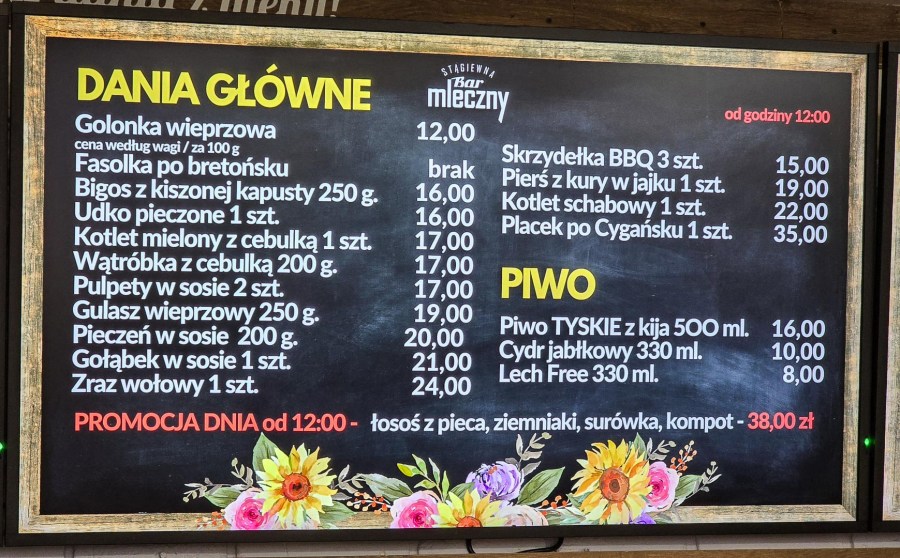 DANIA GŁÓWNE
STĄGIEWNA
Bar
mleczny
od godziny 12:00
Golonka wieprzowa 12,00
cena według wagi / za 100 g
Fasolka po bretońsku brak
Bigos z kiszonej kapusty 250 g. 16,00
Udko pieczone 1 szt. 16,00
Kotlet mielony z cebulką 1 szt. 17,00
Wątróbka z cebulką 200 g. 17,00
Pulpety w sosie 2 szt. 17,00
Gulasz wieprzowy 250 g. 19,00
Pieczeń w sosie 200 g. 20,00
Gołąbek w sosie 1 szt. 21,00
Zraz wołowy 1 szt. 24,00
Skrzydełka BBQ 3 szt. 15,00
Pierś z kury w jajku 1 szt. 19,00
Kotlet schabowy 1 szt. 22,00
Placek po Cygańsku 1 szt. 35,00
PIWO
Piwo TYSKIE z kija 500 ml. 16,00
Cydr jabłkowy 330 ml. 10,00
Lech Free 330 ml. 8,00
PROMOCJA DNIA od 12:00 - łosoś z pieca, ziemniaki, surówka, kompot - 38,00 zł